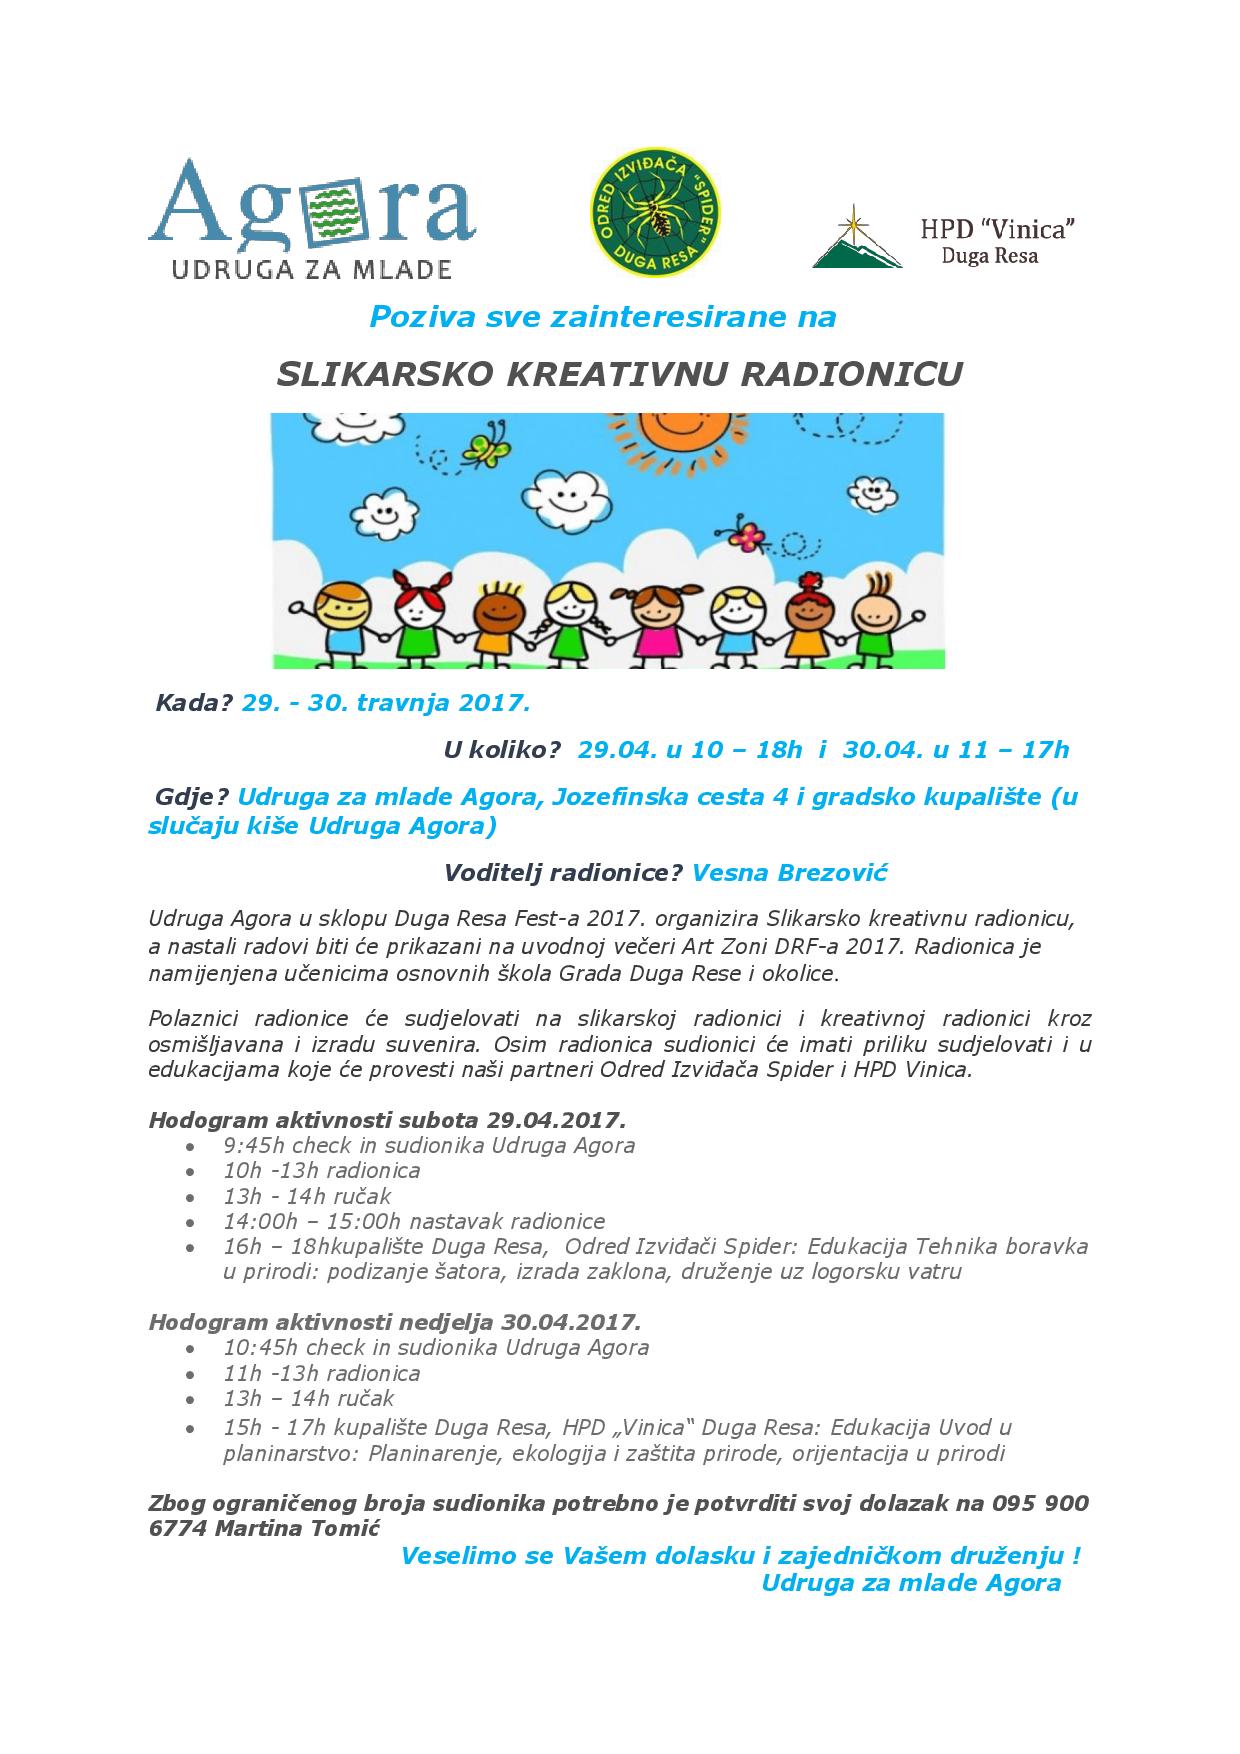 Agora
UDRUGA ZA MLADE
ODRED IZVIĐAČA "SPIDER"
DUGA RESA
HPD “Vinica”
Duga Resa
Poziva sve zainteresirane na
SLIKARSKO KREATIVNU RADIONICU
Kada? 29. - 30. travnja 2017.
U koliko? 29.04. u 10 – 18h i 30.04. u 11 – 17h
Gdje? Udruga za mlade Agora, Jozefinska cesta 4 i gradsko kupalište (u
slučaju kiše Udruga Agora)
Voditelj radionice? Vesna Brezović
Udruga Agora u sklopu Duga Resa Fest-a 2017. organizira Slikarsko kreativnu radionicu,
a nastali radovi biti će prikazani na uvodnoj večeri Art Zoni DRF-a 2017. Radionica je
namijenjena učenicima osnovnih škola Grada Duga Rese i okolice.
Polaznici radionice će sudjelovati na slikarskoj radionici i kreativnoj radionici kroz
osmišljavana i izradu suvenira. Osim radionica sudionici će imati priliku sudjelovati i u
edukacijama koje će provesti naši partneri Odred Izviđača Spider i HPD Vinica.
Hodogram aktivnosti subota 29.04.2017.
• 9:45h check in sudionika Udruga Agora
• 10h -13h radionica
• 13h - 14h ručak
• 14:00h – 15:00h nastavak radionice
• 16h – 18hkupalište Duga Resa, Odred Izviđači Spider: Edukacija Tehnika boravka
u prirodi: podizanje šatora, izrada zaklona, druženje uz logorsku vatru
Hodogram aktivnosti nedjelja 30.04.2017.
• 10:45h check in sudionika Udruga Agora
• 11h -13h radionica
• 13h – 14h ručak
• 15h - 17h kupalište Duga Resa, HPD „Vinica“ Duga Resa: Edukacija Uvod u
planinarstvo: Planinarenje, ekologija i zaštita prirode, orijentacija u prirodi
Zbog ograničenog broja sudionika potrebno je potvrditi svoj dolazak na 095 900
6774 Martina Tomić
Veselimo se Vašem dolasku i zajedničkom druženju !
Udruga za mlade Agora